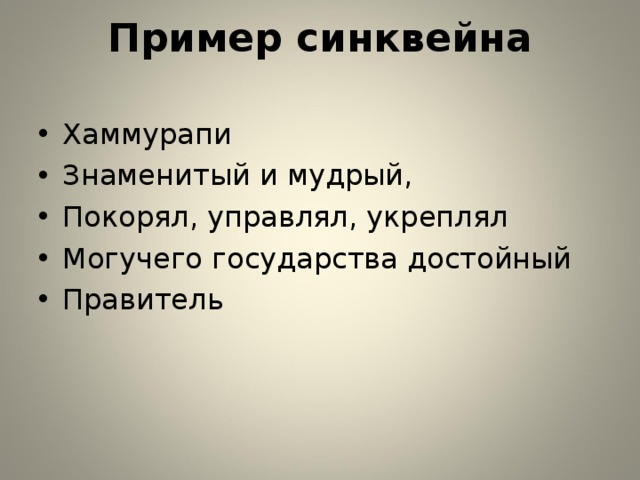 Пример синквейна
• Хаммурапи
• Знаменитый и мудрый,
• Покорял, управлял, укреплял
• Могучего государства достойный
• Правитель